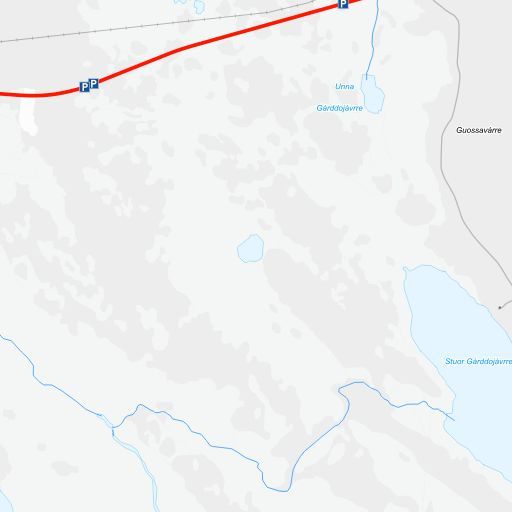 P
P P
Unna
Gárddojávrre
Guossavárre
Stuor Gárddojávrre